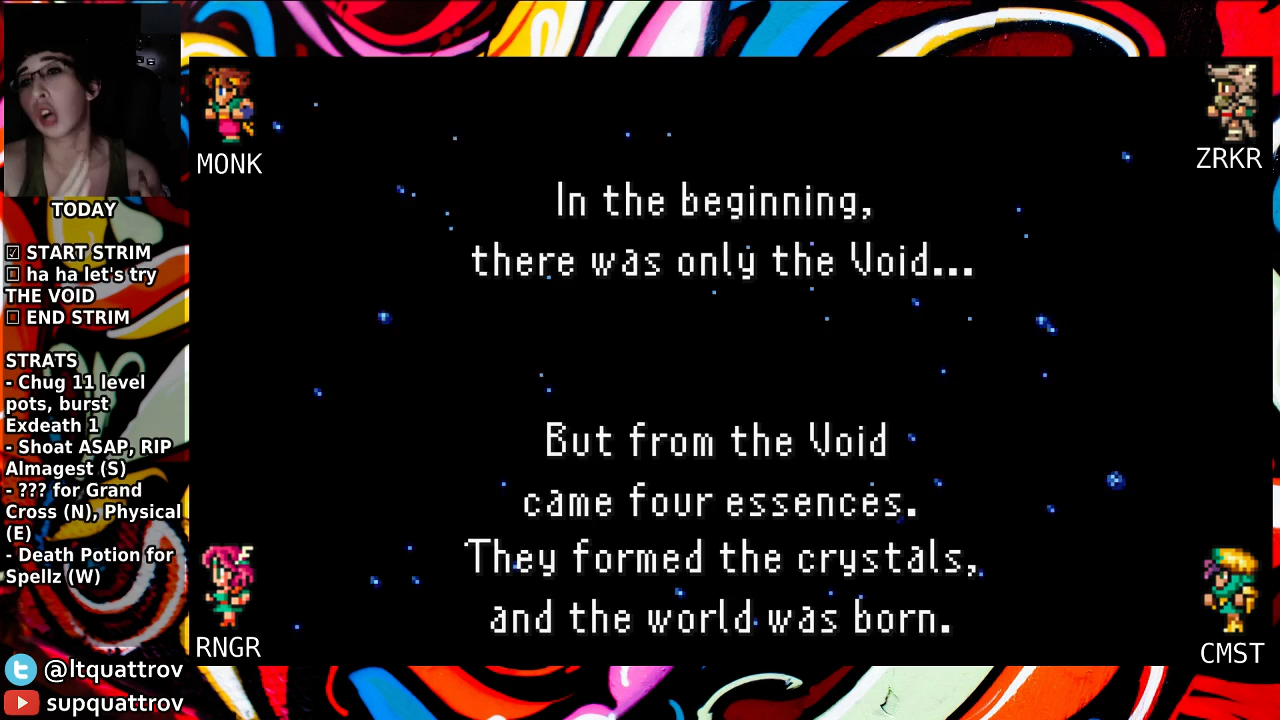 MONK
ZRKR
TODAY
☑ START STRIM
☐ ha ha let's try
THE VOID
☐ END STRIM
STRATS
- Chug 11 level
pots, burst
Exdeath 1
- Shoat ASAP, RIP
Almagest (S)
- ??? for Grand
Cross (N), Physical
(E)
- Death Potion for
Spellz (W)
In the beginning,
there was only the Void...
But from the Void
came four essences.
They formed the crystals,
and the world was born.
RNGR
CMST
@ltquattrov
supquattrov